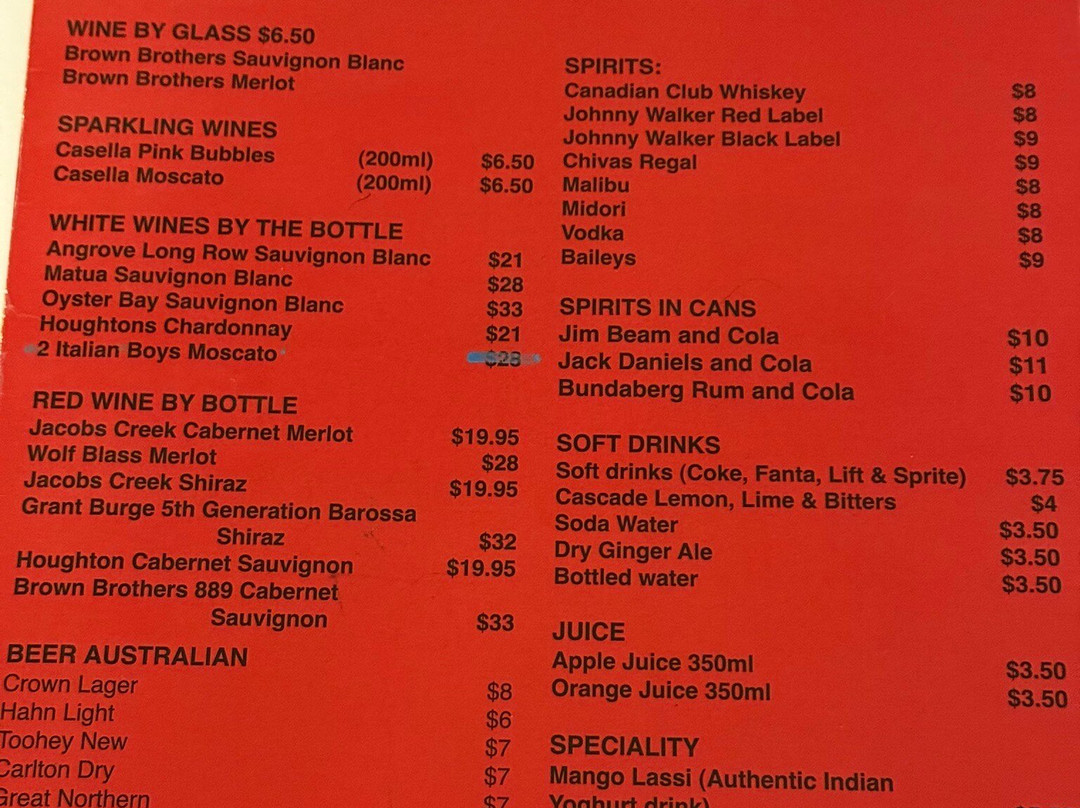 WINE BY GLASS $6.50
Brown Brothers Sauvignon Blanc
Brown Brothers Merlot
SPARKLING WINES
Casella Pink Bubbles (200ml) $6.50
Casella Moscato (200ml) $6.50
WHITE WINES BY THE BOTTLE
Angrove Long Row Sauvignon Blanc $21
Matua Sauvignon Blanc $28
Oyster Bay Sauvignon Blanc $33
Houghtons Chardonnay $21
2 Italian Boys Moscato $28
RED WINE BY BOTTLE
Jacobs Creek Cabernet Merlot $19.95
Wolf Blass Merlot $28
Jacobs Creek Shiraz $19.95
Grant Burge 5th Generation Barossa
Shiraz $32
Houghton Cabernet Sauvignon $19.95
Brown Brothers 889 Cabernet
Sauvignon $33
BEER AUSTRALIAN
Crown Lager $8
Hahn Light $6
Toohey New $7
Carlton Dry $7
Great Northern $7
SPIRITS:
Canadian Club Whiskey $8
Johnny Walker Red Label $8
Johnny Walker Black Label $9
Chivas Regal $9
Malibu $8
Midori $8
Vodka $8
Baileys $9
SPIRITS IN CANS
Jim Beam and Cola $10
Jack Daniels and Cola $11
Bundaberg Rum and Cola $10
SOFT DRINKS
Soft drinks (Coke, Fanta, Lift & Sprite) $3.75
Cascade Lemon, Lime & Bitters $4
Soda Water $3.50
Dry Ginger Ale $3.50
Bottled water $3.50
JUICE
Apple Juice 350ml $3.50
Orange Juice 350ml $3.50
SPECIALITY
Mango Lassi (Authentic Indian
Yoghurt drink)